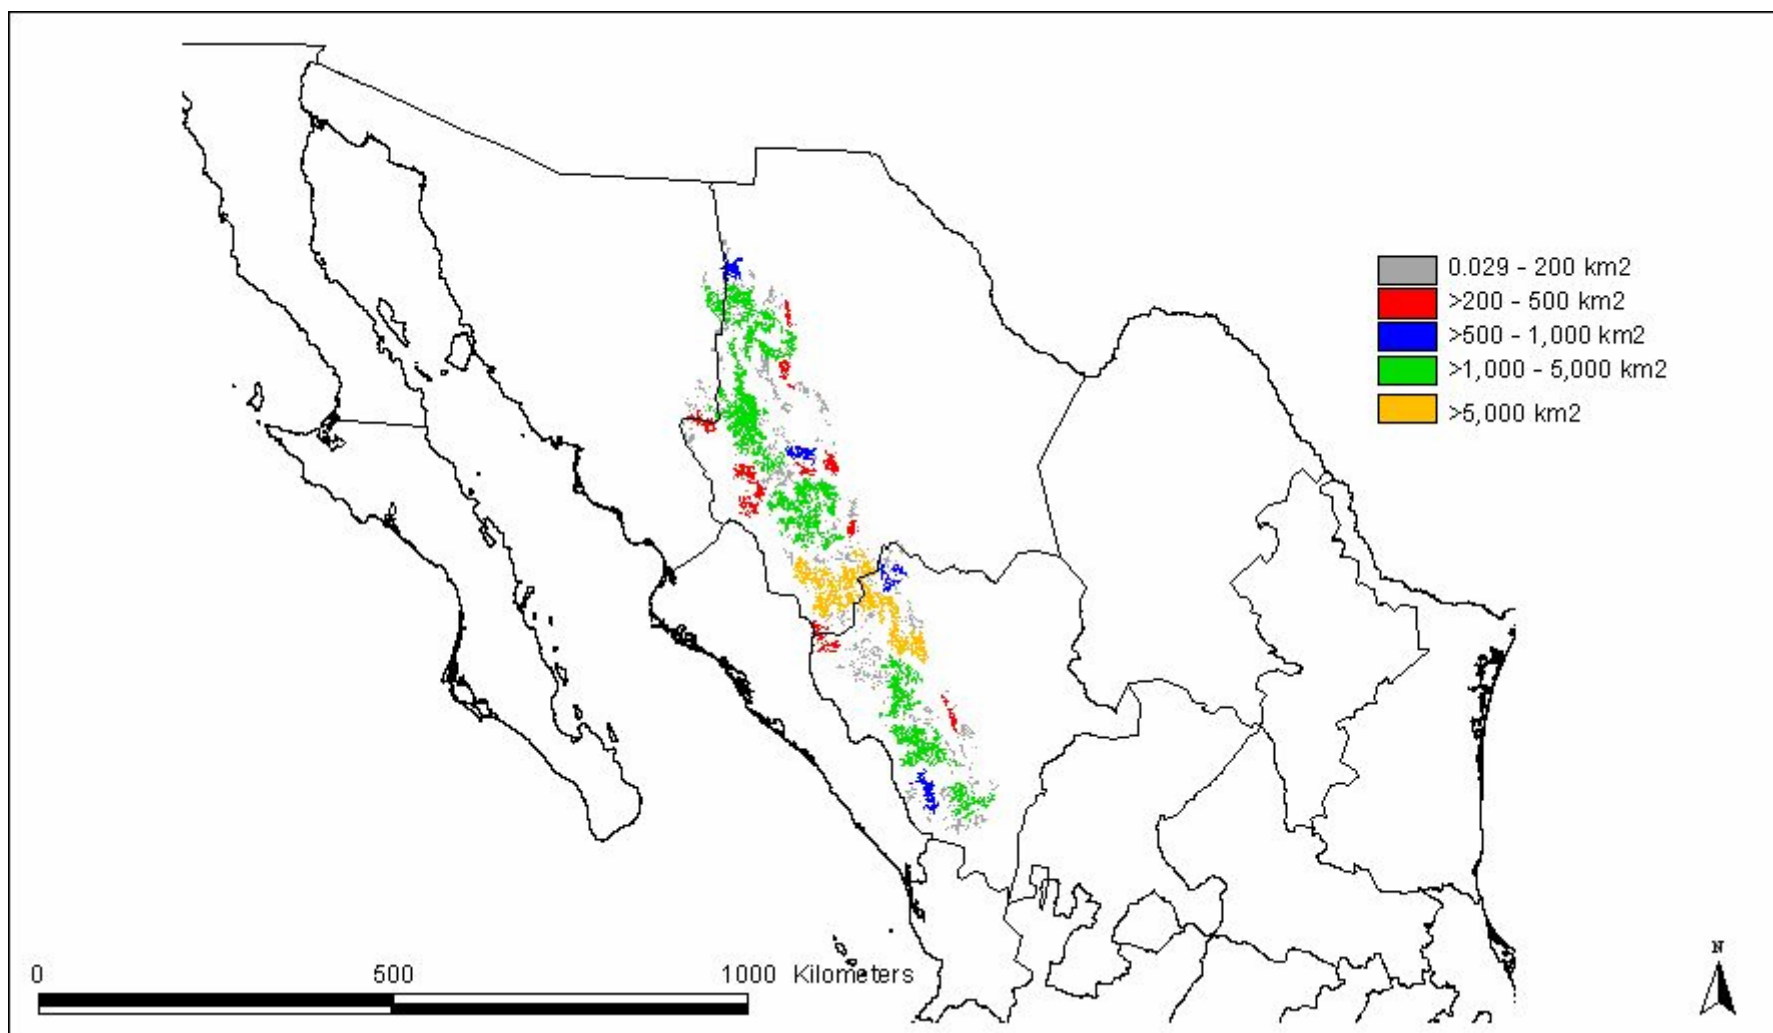 0.029 - 200 km2
>200 - 500 km2
>500 - 1,000 km2
>1,000 - 5,000 km2
>5,000 km2
0 500 1000 Kilometers
N